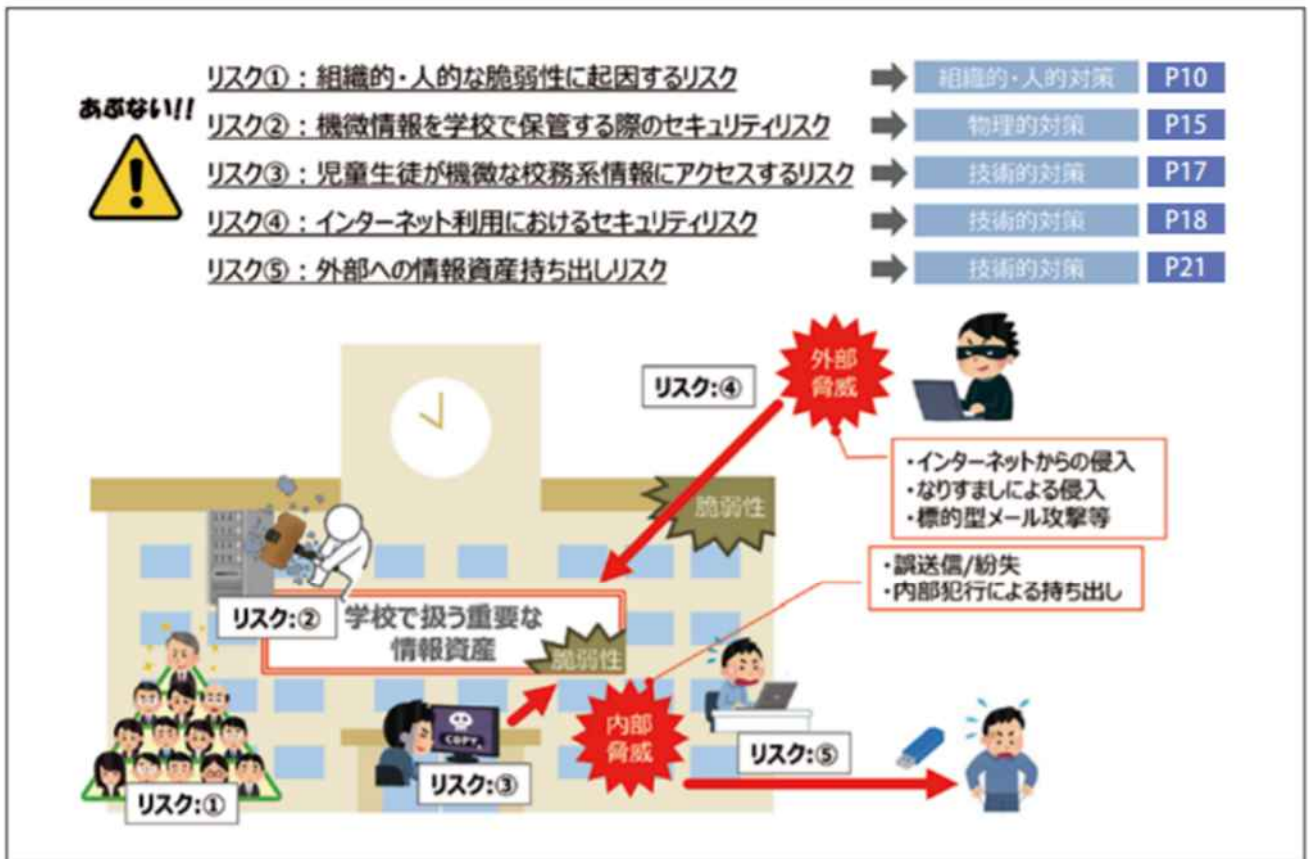 リスク①：組織的・人的な脆弱性に起因するリスク
組織的・人的対策
P10
あぶない!!
リスク②：機微情報を学校で保管する際のセキュリティリスク
物理的対策
P15
リスク③：児童生徒が機微な校務系情報にアクセスするリスク
技術的対策
P17
リスク④：インターネット利用におけるセキュリティリスク
技術的対策
P18
リスク⑤：外部への情報資産持ち出しリスク
技術的対策
P21
外部
脅威
リスク:④
・インターネットからの侵入
・なりすましによる侵入
・標的型メール攻撃等
脆弱性
・誤送信/紛失
・内部犯行による持ち出し
リスク:②
学校で扱う重要な
情報資産
脆弱性
内部
脅威
COPY
リスク:⑤
リスク:③
リスク:①